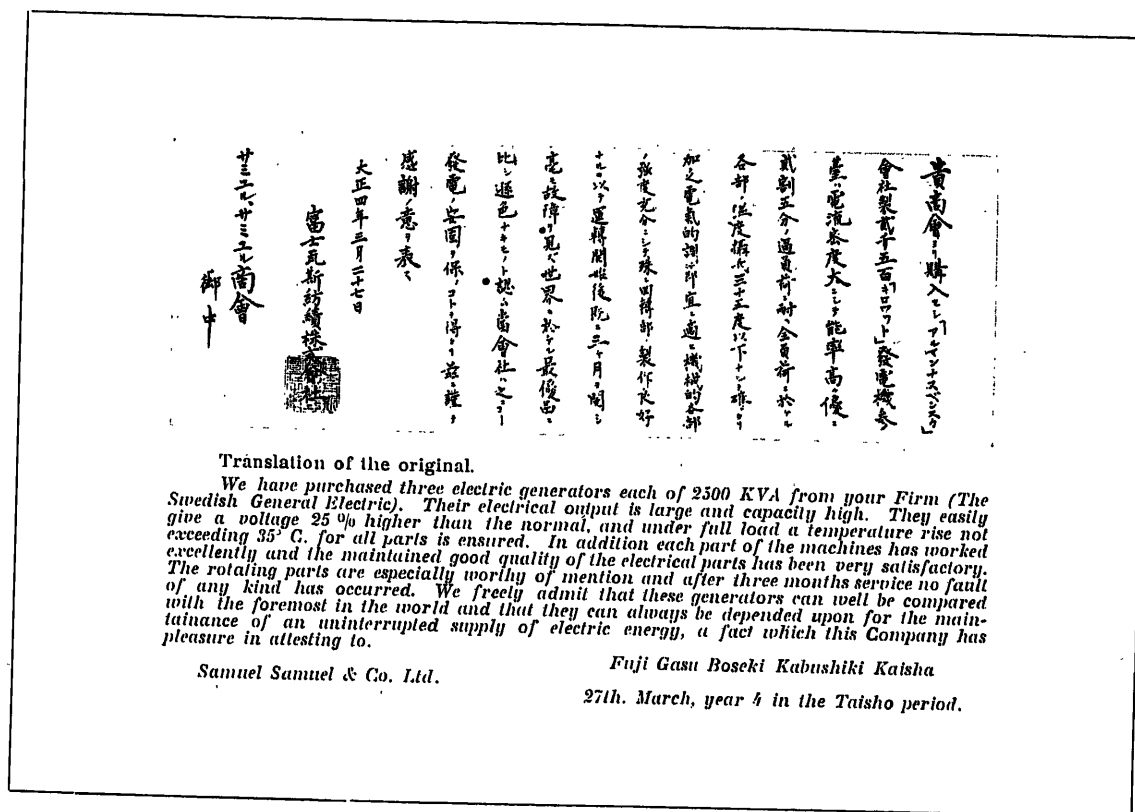 貴商會ヨリ購入セシ「アルマンナスベンスカ」
會社製貳千五百「キロワット」發電機参
臺ハ電流密度大ニシテ能率高ク優ニ
貳割五分ノ過負荷ニ耐ヘ全負荷ニ於ケル
各部ノ温度攝氏三十五度以下
加之電氣的調節宜シキニ適シ機械的各部
ノ強度充分ニシテ殊ニ回轉部ノ製作良好
ナルヲ以テ運轉開始後既ニ三ヶ月ヲ閲シ
毫モ故障ヲ見ズ世界ニ於ケル最優品ニ
比シ遜色ナキモノト認ム當會社ハ之ニヨリ
發電ノ安固ヲ保ツコトヲ得タリ茲ニ謹テ
感謝ノ意ヲ表ス
大正四年三月二十七日
富士瓦斯紡績株式會社
サミユル、サミユル商會
御中
Translation of the original.
We have purchased three electric generators each of 2500 KVA from your Firm (The
Swedish General Electric). Their electrical output is large and capacity high. They easily
give a voltage 25 % higher than the normal, and under full load a temperature rise not
exceeding 35° C. for all parts is ensured. In addition each part of the machines has worked
excellently and the maintained good quality of the electrical parts has been very satisfactory.
The rotating parts are especially worthy of mention and after three months service no fault
of any kind has occurred. We freely admit that these generators can well be compared
with the foremost in the world and that they can always be depended upon for the main-
tainance of an uninterrupted supply of electric energy, a fact which this Company has
pleasure in attesting to.
Samuel Samuel & Co. Ltd.
Fuji Gasu Boseki Kabushiki Kaisha
27th. March, year 4 in the Taisho period.